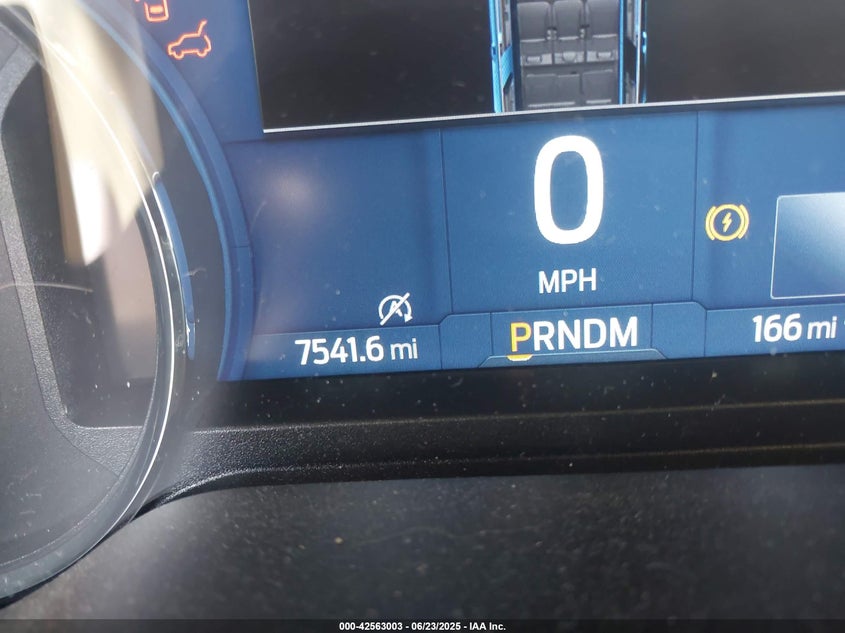 0
MPH
A
7541.6 mi
PRNDM
166 mi
000-42563003 - 06/23/2025 - IAA Inc.